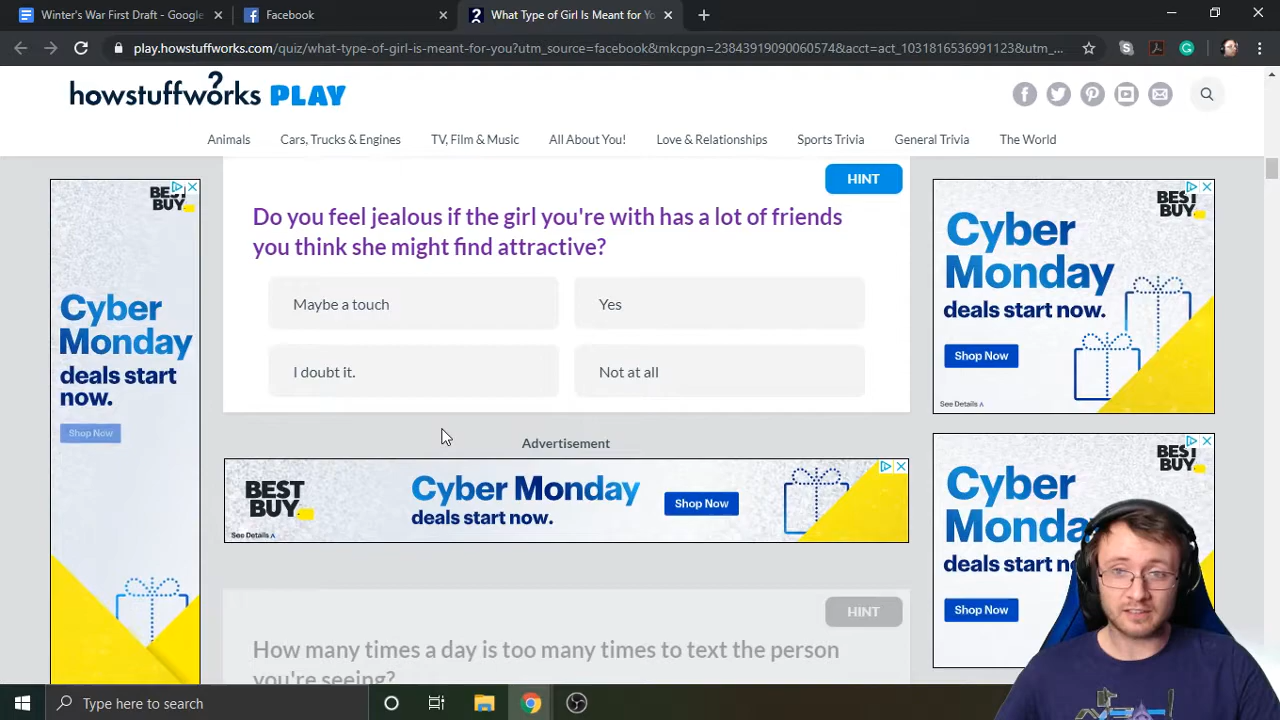 Winter's War First Draft - Google
Facebook
What Type of Girl Is Meant for Yo
play.howstuffworks.com/quiz/what-type-of-girl-is-meant-for-you?utm_source=facebook&mkcpgn=23843919090060574&acct=act_1031816536991123&utm_...
howstuffworks PLAY
Animals
Cars, Trucks & Engines
TV, Film & Music
All About You!
Love & Relationships
Sports Trivia
General Trivia
The World
HINT
Do you feel jealous if the girl you're with has a lot of friends
you think she might find attractive?
Maybe a touch
Yes
I doubt it.
Not at all
Advertisement
BEST
BUY
Cyber Monday
deals start now.
Shop Now
See Details
HINT
How many times a day is too many times to text the person
you're seeing?
BEST
BUY
Cyber
Monday
deals start
now.
Shop Now
BEST
BUY
Cyber
Monday
deals start now.
Shop Now
See Details
BEST
BUY
Cyber
Monda
deals start n
Shop Now
Type here to search